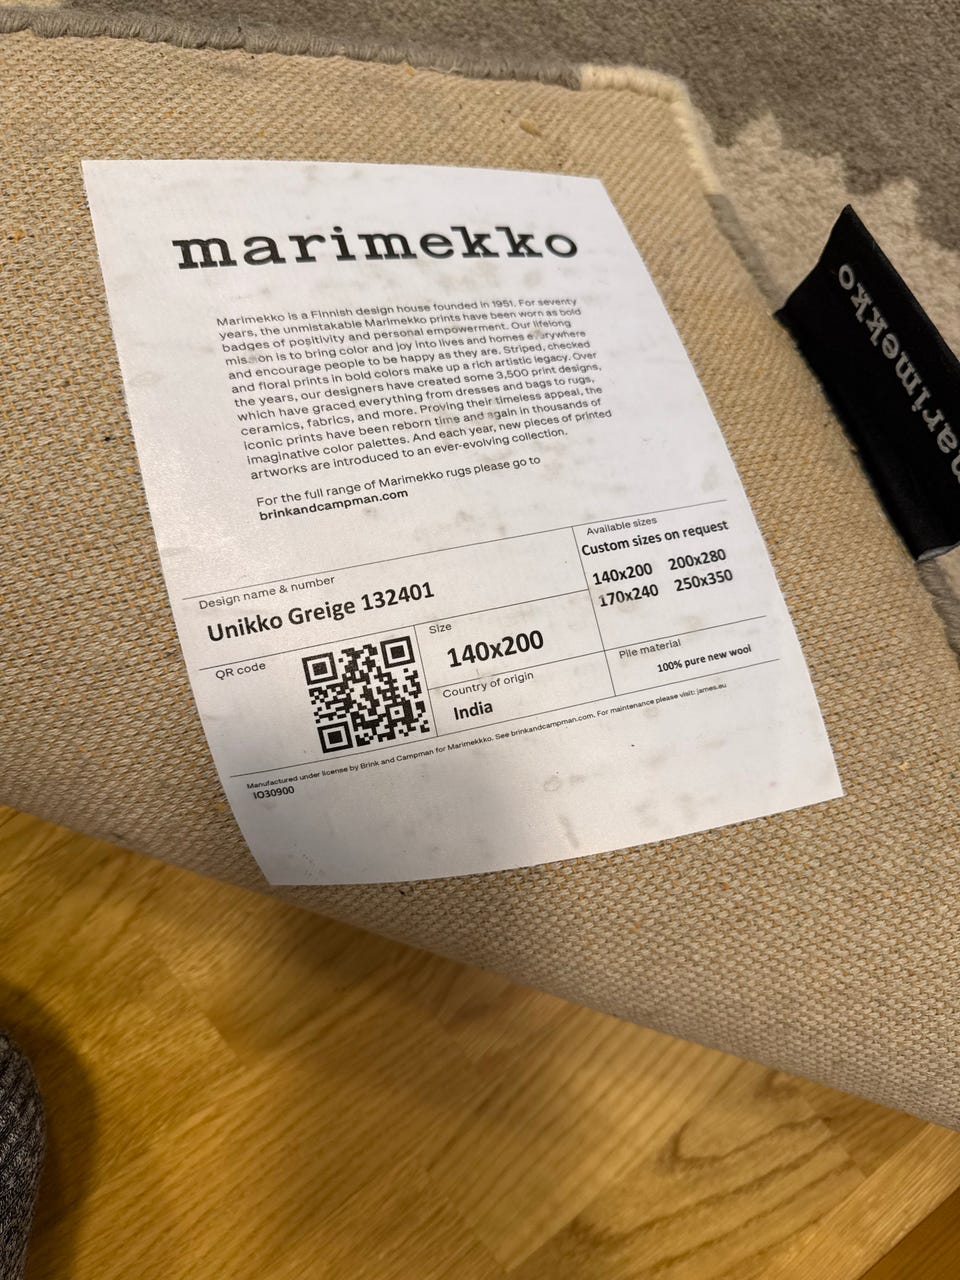 marimekko
Marimekko is a Finnish design house founded in 1951. For seventy
years, the unmistakable Marimekko prints have been worn as bold
badges of positivity and personal empowerment. Our lifelong
mission is to bring color and joy into lives and homes everywhere
and encourage people to be happy as they are. Striped, checked
and floral prints in bold colors make up a rich artistic legacy. Over
the years, our designers have created some 3,500 print designs,
which have graced everything from dresses and bags to rugs,
ceramics, fabrics, and more. Proving their timeless appeal, the
iconic prints have been reborn time and again in thousands of
imaginative color palettes. And each year, new pieces of printed
artworks are introduced to an ever-evolving collection.
For the full range of Marimekko rugs please go to
brinkandcampman.com
Design name & number
Unikko Greige 132401
Available sizes
Custom sizes on request
140x200 200x280
170x240 250x350
QR code
Size
140x200
Country of origin
India
Pile material
100% pure new wool
Manufactured under license by Brink and Campman for Marimekkko. See brinkandcampman.com. For maintenance please visit: james.eu
IO30900
marimekko